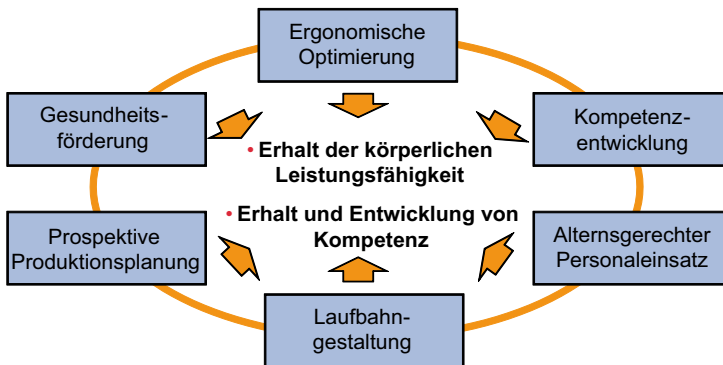 Ergonomische
Optimierung
Gesundheits-
förderung
Kompetenz-
entwicklung
• Erhalt der körperlichen
Leistungsfähigkeit
• Erhalt und Entwicklung von
Kompetenz
Prospektive
Produktionsplanung
Alternsgerechter
Personaleinsatz
Laufbahn-
gestaltung